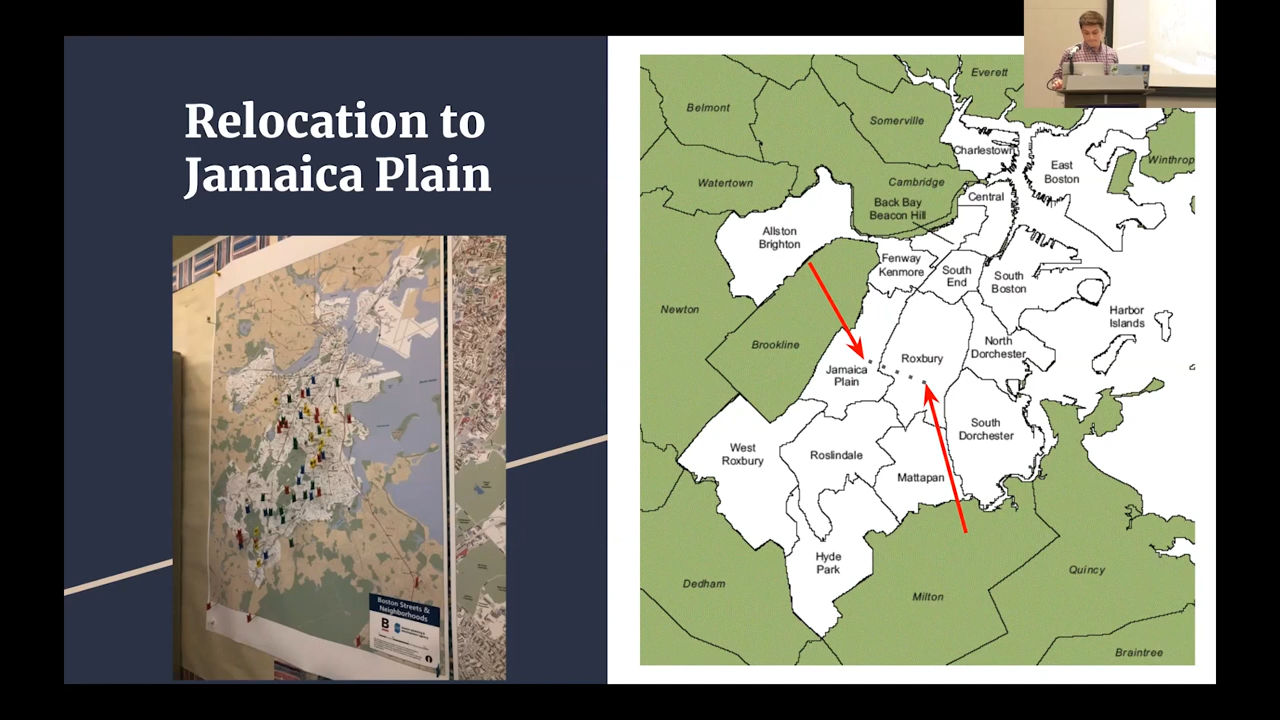 Relocation to
Jamaica Plain
Boston Streets &
Neighborhoods
B
Everett
Belmont
Somerville
Charlestown
East
Boston
Winthrop
Watertown
Cambridge
Back Bay
Beacon Hill
Central
Allston
Brighton
Fenway
Kenmore
South
End
South
Boston
Newton
Harbor
Islands
Brookline
North
Dorchester
Roxbury
Jamaica
Plain
South
Dorchester
West
Roxbury
Roslindale
Mattapan
Hyde
Park
Dedham
Milton
Quincy
Braintree